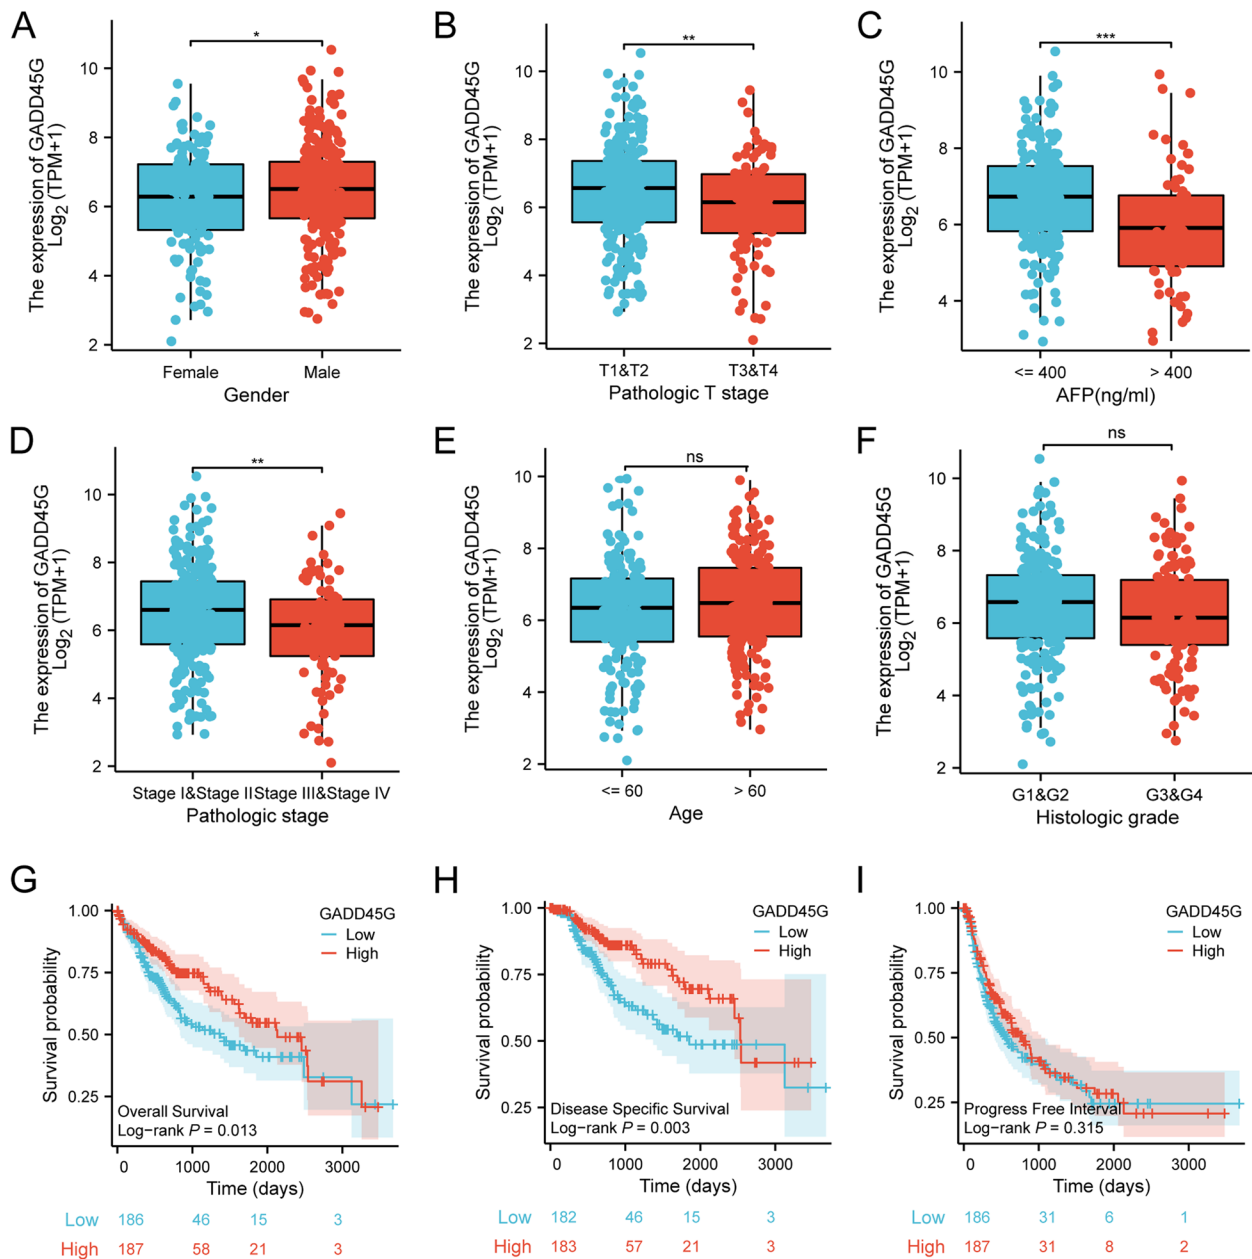 A
The expression of GADD45G
Log2 (TPM+1)
*
10
8
6
4
2
Female Male
Gender
B
The expression of GADD45G
Log2 (TPM+1)
**
10
8
6
4
2
T1&T2 T3&T4
Pathologic T stage
C
The expression of GADD45G
Log2 (TPM+1)
***
10
8
6
4
<= 400 > 400
AFP(ng/ml)
D
The expression of GADD45G
Log2 (TPM+1)
**
10
8
6
4
2
Stage I&Stage IIStage III&Stage IV
Pathologic stage
E
The expression of GADD45G
Log2 (TPM+1)
ns
10
8
6
4
2
<= 60 > 60
Age
F
The expression of GADD45G
Log2 (TPM+1)
ns
10
8
6
4
2
G1&G2 G3&G4
Histologic grade
G
Survival probability
1.00
0.75
0.50
0.25
GADD45G
Low
High
Overall Survival
Log−rank P = 0.013
0 1000 2000 3000
Time (days)
Low 186 46 15 3
High 187 58 21 3
H
Survival probability
1.00
0.75
0.50
0.25
GADD45G
Low
High
Disease Specific Survival
Log−rank P = 0.003
0 1000 2000 3000
Time (days)
Low 182 46 15 3
High 183 57 21 3
I
Survival probability
1.00
0.75
0.50
0.25
GADD45G
Low
High
Progress Free Interval
Log−rank P = 0.315
0 1000 2000 3000
Time (days)
Low 186 31 6 1
High 187 31 8 2